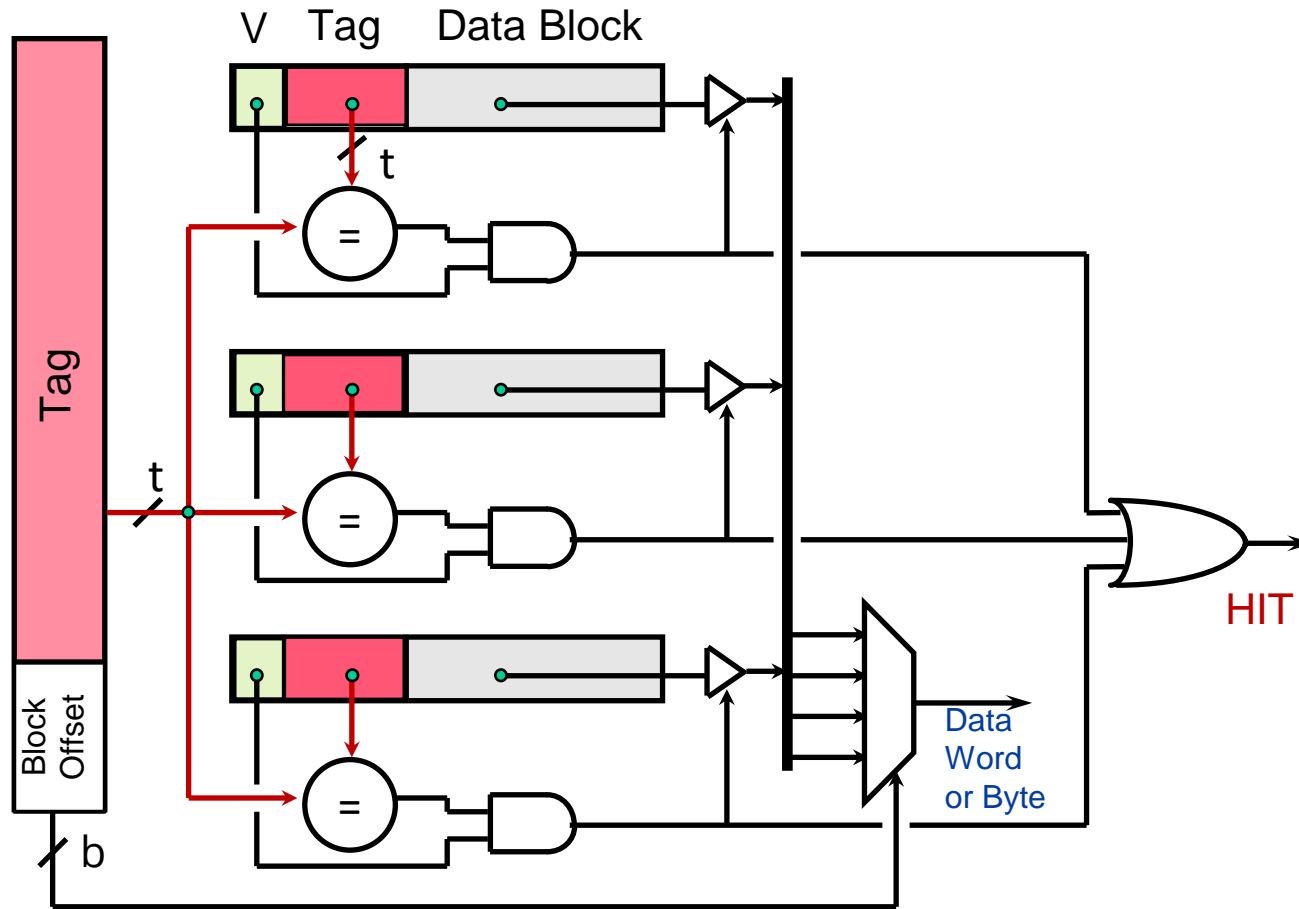 V Tag Data Block
t
=
Tag
t
=
HIT
=
Block
Offset
Data
Word
or Byte
b